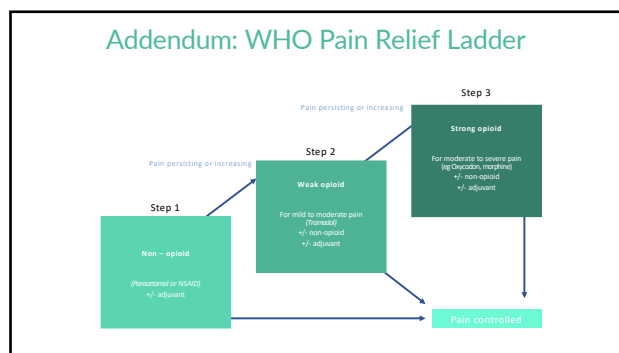 Addendum: WHO Pain Relief Ladder
Step 1
Non – opioid
(Paracetamol or NSAID)
+/- adjuvant
Pain persisting or increasing
Step 2
Weak opioid
For mild to moderate pain
(Tramadol)
+/- non-opioid
+/- adjuvant
Pain persisting or increasing
Step 3
Strong opioid
For moderate to severe pain
(eg Oxycodon, morphine)
+/- non-opioid
+/- adjuvant
Pain controlled